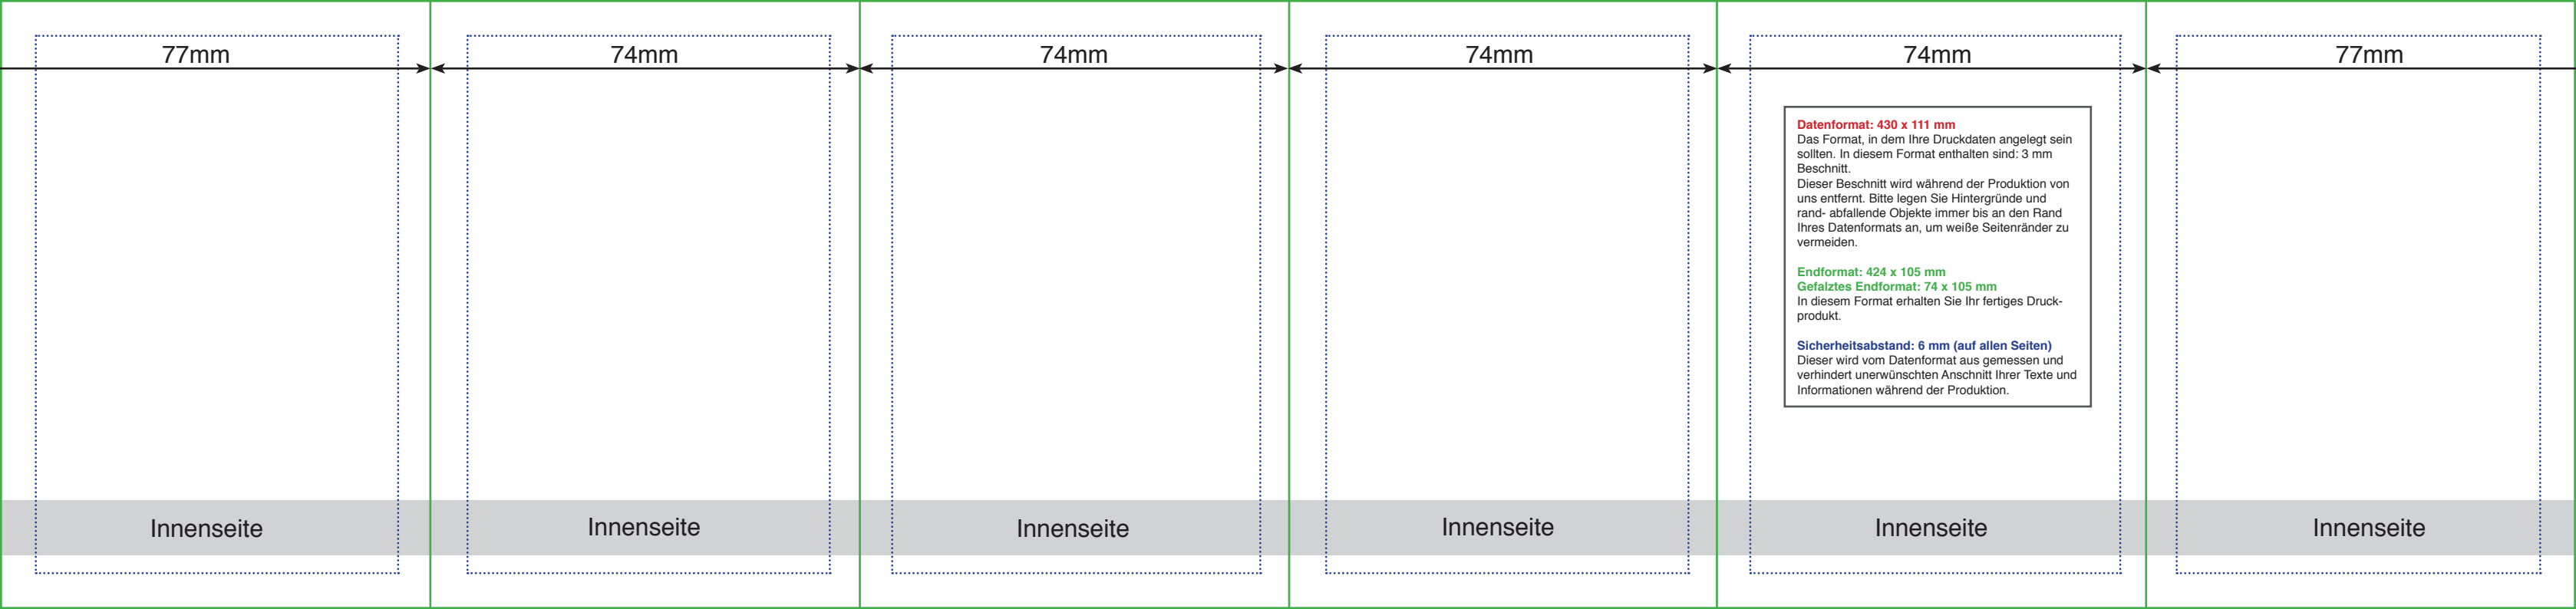 77mm
74mm
74mm
74mm
74mm
77mm
Datenformat: 430 x 111 mm
Das Format, in dem Ihre Druckdaten angelegt sein
sollten. In diesem Format enthalten sind: 3 mm
Beschnitt.
Dieser Beschnitt wird während der Produktion von
uns entfernt. Bitte legen Sie Hintergründe und
rand- abfallende Objekte immer bis an den Rand
Ihres Datenformats an, um weiße Seitenränder zu
vermeiden.
Endformat: 424 x 105 mm
Gefalztes Endformat: 74 x 105 mm
In diesem Format erhalten Sie Ihr fertiges Druck-
produkt.
Sicherheitsabstand: 6 mm (auf allen Seiten)
Dieser wird vom Datenformat aus gemessen und
verhindert unerwünschten Anschnitt Ihrer Texte und
Informationen während der Produktion.
Innenseite
Innenseite
Innenseite
Innenseite
Innenseite
Innenseite